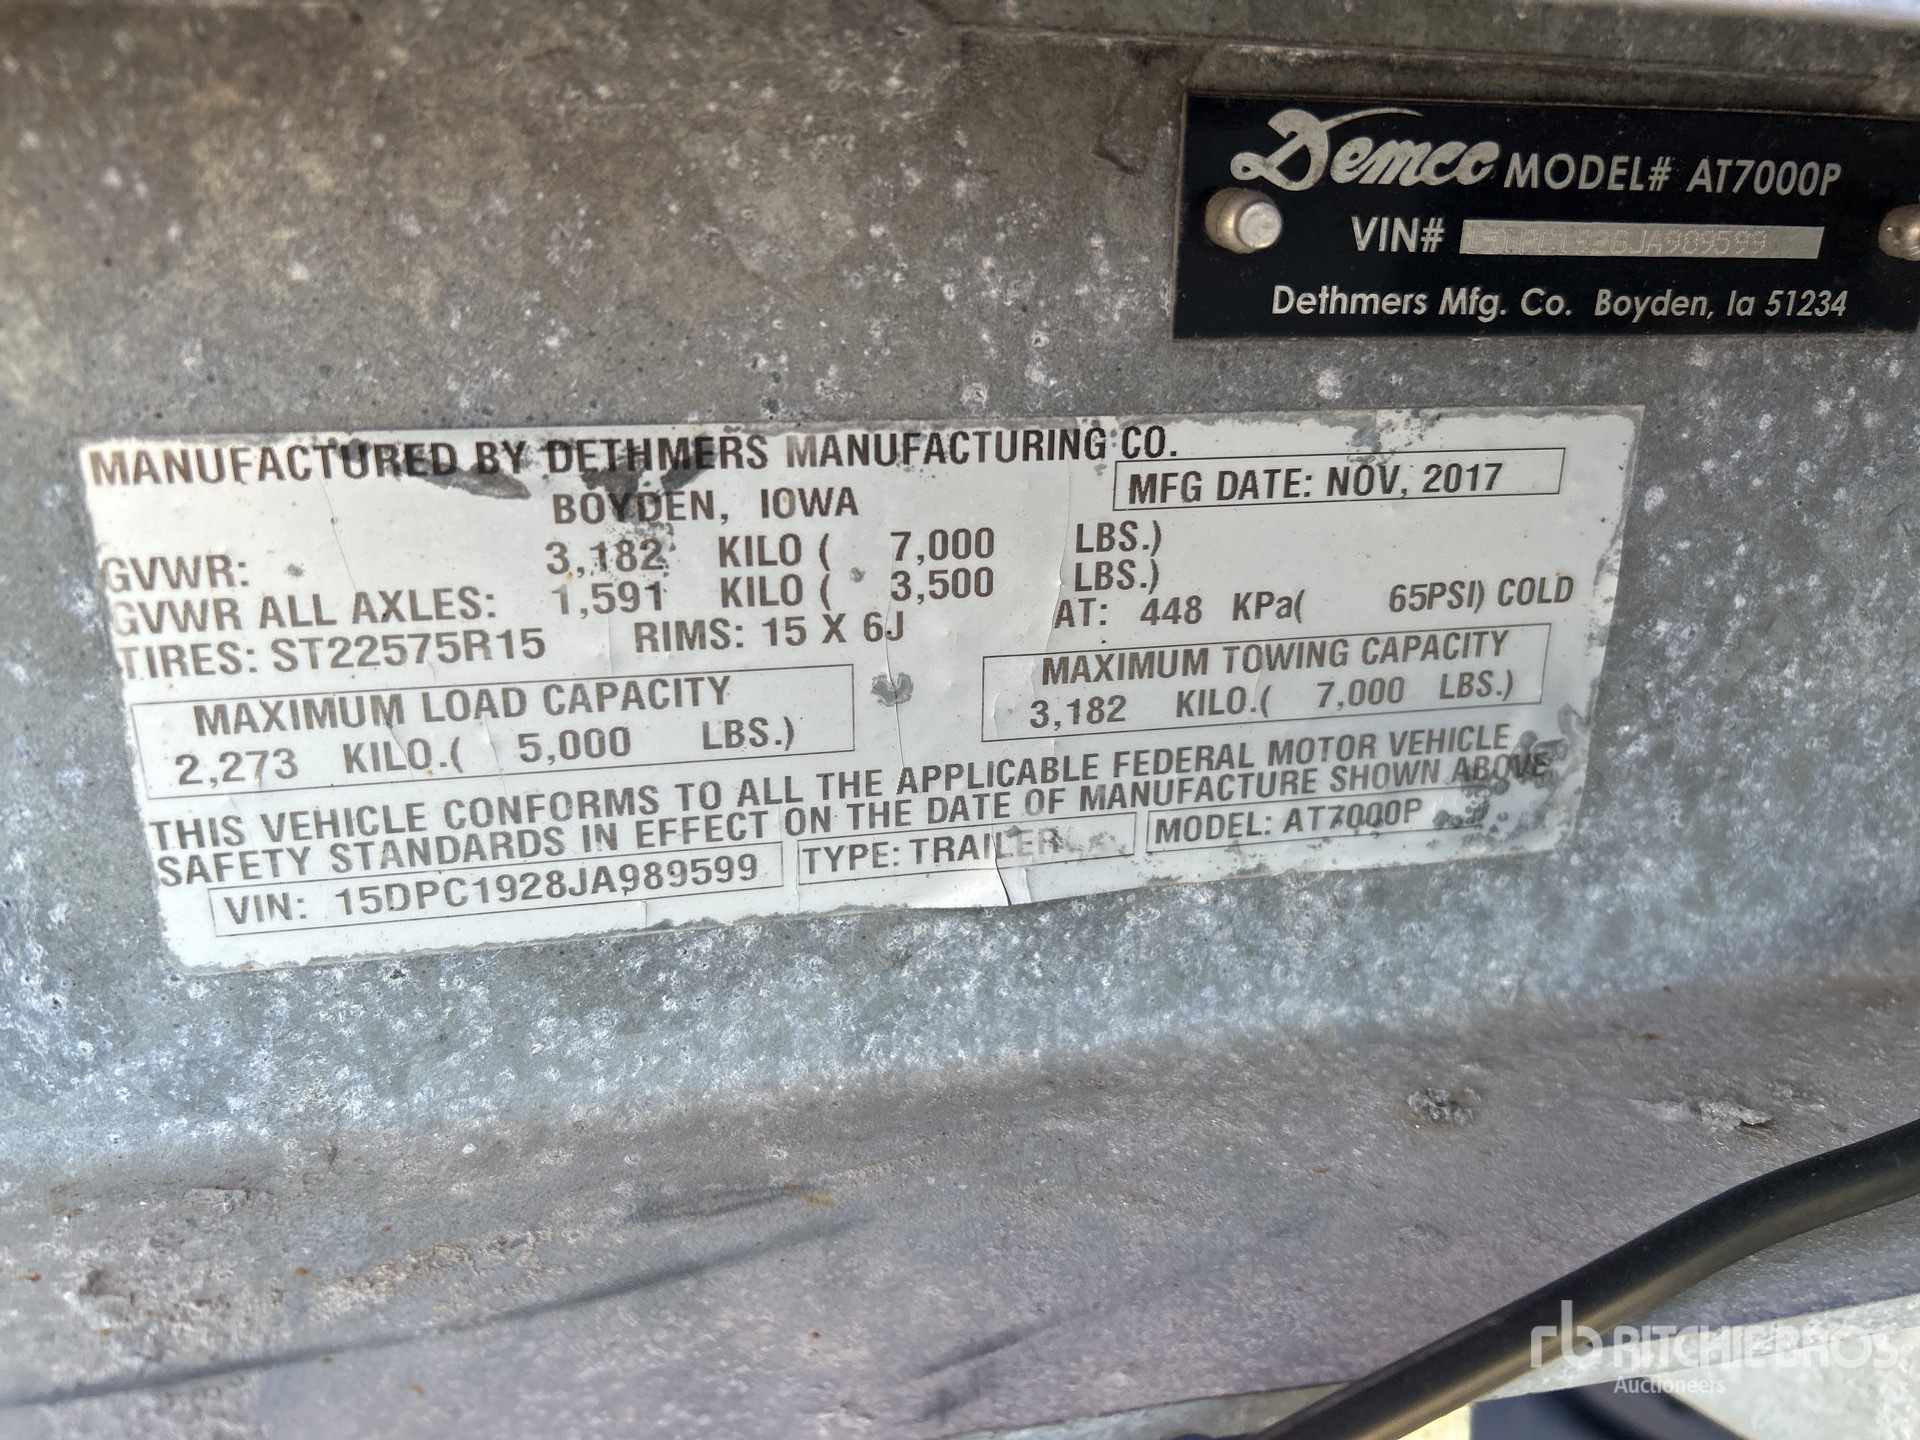 Demco MODEL# AT7000P
VIN# 
Dethmers Mfg. Co. Boyden, Ia 51234
MANUFACTURED BY DETHMERS MANUFACTURING CO.
BOYDEN, IOWA
MFG DATE: NOV, 2017
GVWR: 3,182 KILO ( 7,000 LBS.)
GVWR ALL AXLES: 1,591 KILO ( 3,500 LBS.)
TIRES: ST22575R15 RIMS: 15 X 6J AT: 448 KPa( 65PSI) COLD
MAXIMUM LOAD CAPACITY
2,273 KILO.( 5,000 LBS.)
MAXIMUM TOWING CAPACITY
3,182 KILO.( 7,000 LBS.)
THIS VEHICLE CONFORMS TO ALL THE APPLICABLE FEDERAL MOTOR VEHICLE
SAFETY STANDARDS IN EFFECT ON THE DATE OF MANUFACTURE SHOWN ABOVE
VIN: 15DPC1928JA989599 TYPE: TRAILER MODEL: AT7000P
rb RITCHIE BROS
Auctioneers